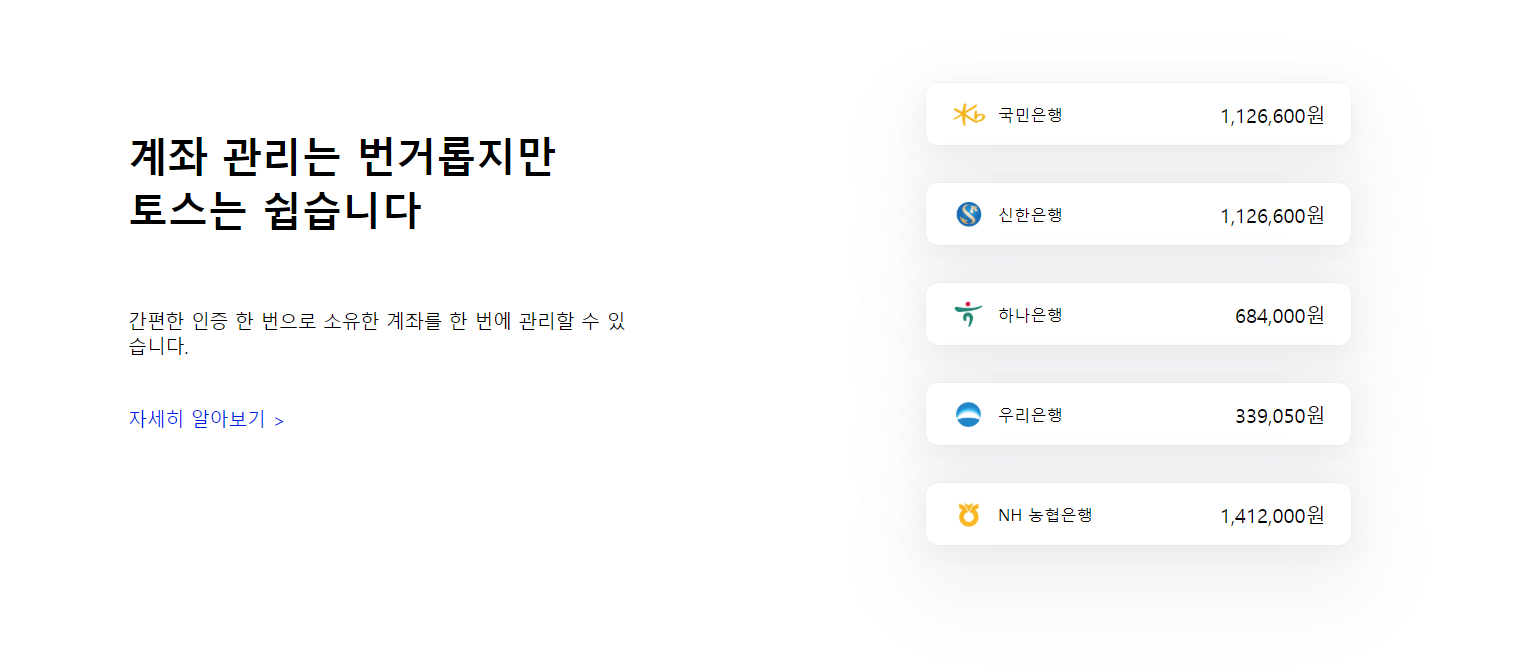 계좌 관리는 번거롭지만
토스는 쉽습니다
간편한 인증 한 번으로 소유한 계좌를 한 번에 관리할 수 있
습니다.
자세히 알아보기 >
국민은행 1,126,600원
신한은행 1,126,600원
하나은행 684,000원
우리은행 339,050원
NH 농협은행 1,412,000원